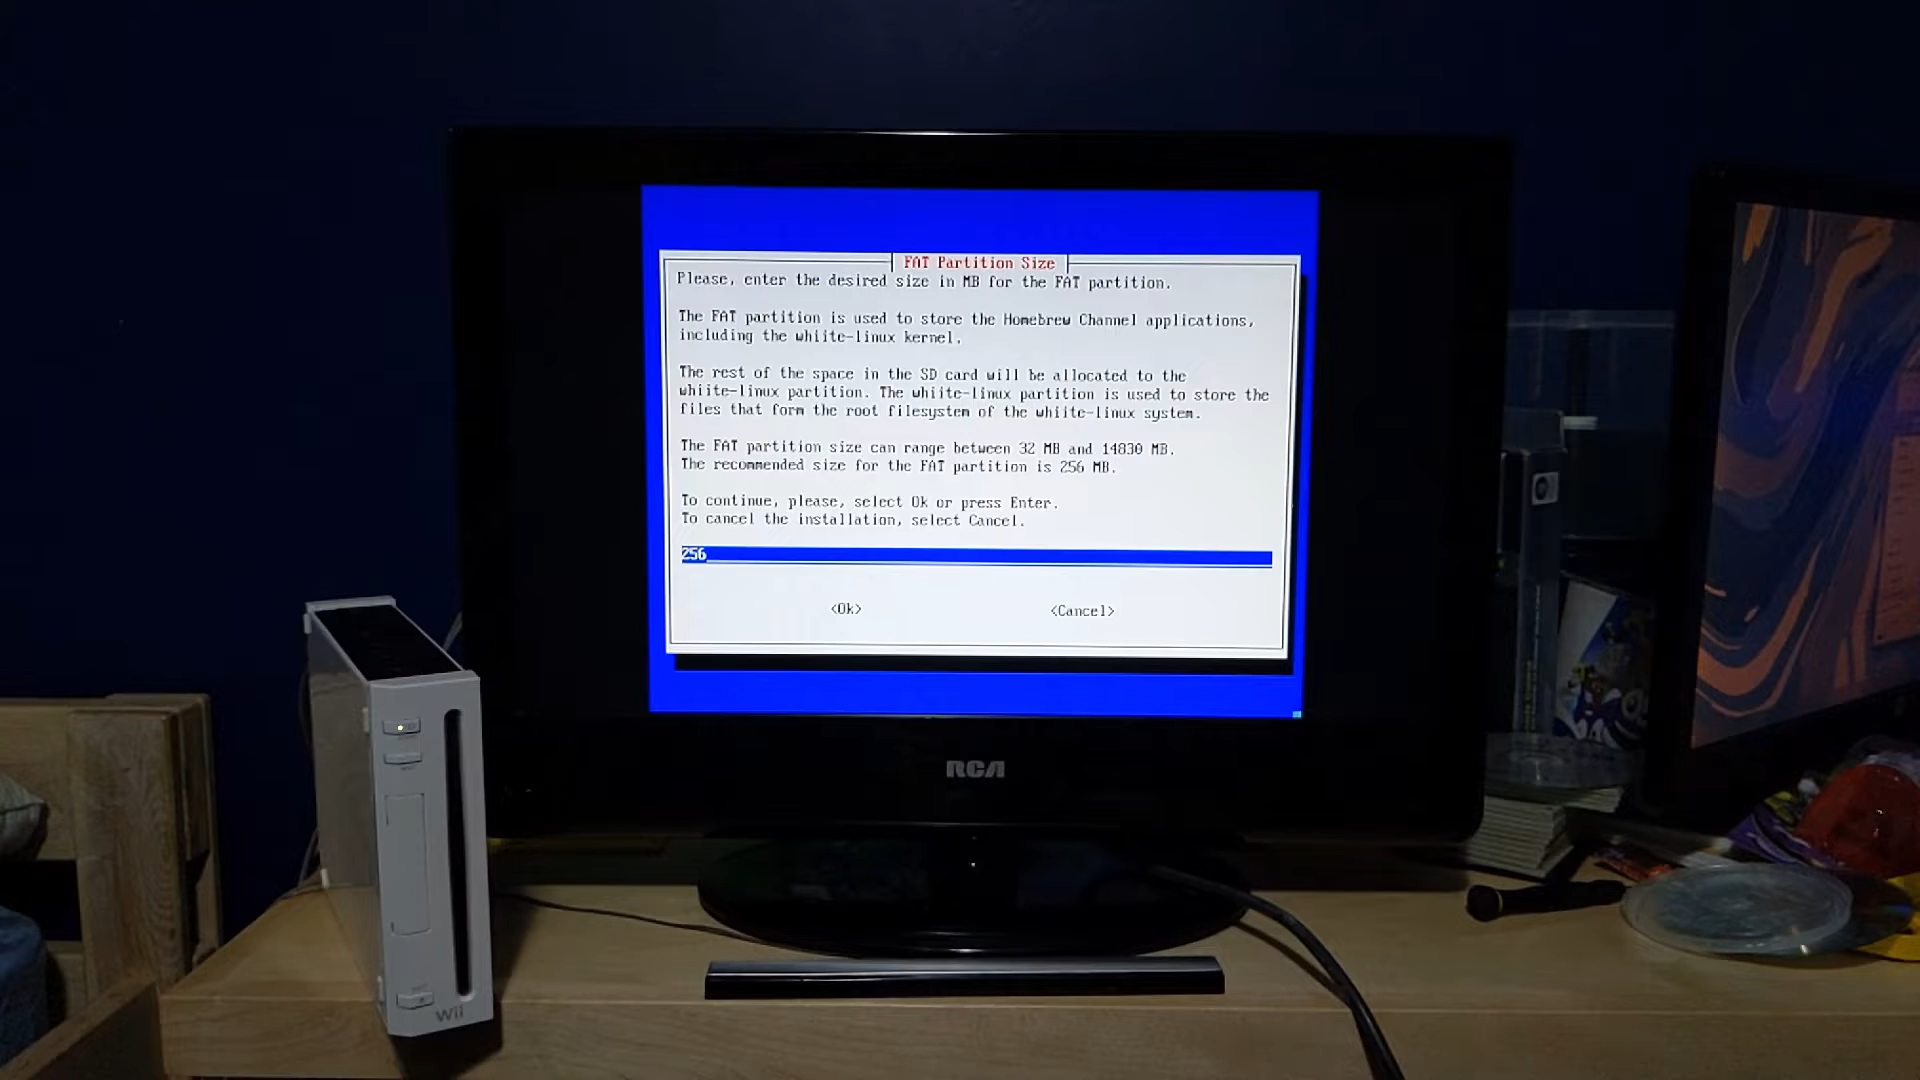 FAT Partition Size
Please, enter the desired size in MB for the FAT partition.
The FAT partition is used to store the Homebrew Channel applications,
including the whiite-linux kernel.
The rest of the space in the SD card will be allocated to the
whiite-linux partition. The whiite-linux partition is used to store the
files that form the root filesystem of the whiite-linux system.
The FAT partition size can range between 32 MB and 14830 MB.
The recommended size for the FAT partition is 256 MB.
To continue, please, select Ok or press Enter.
To cancel the installation, select Cancel.
256
<Ok> <Cancel>
RCA
Wii